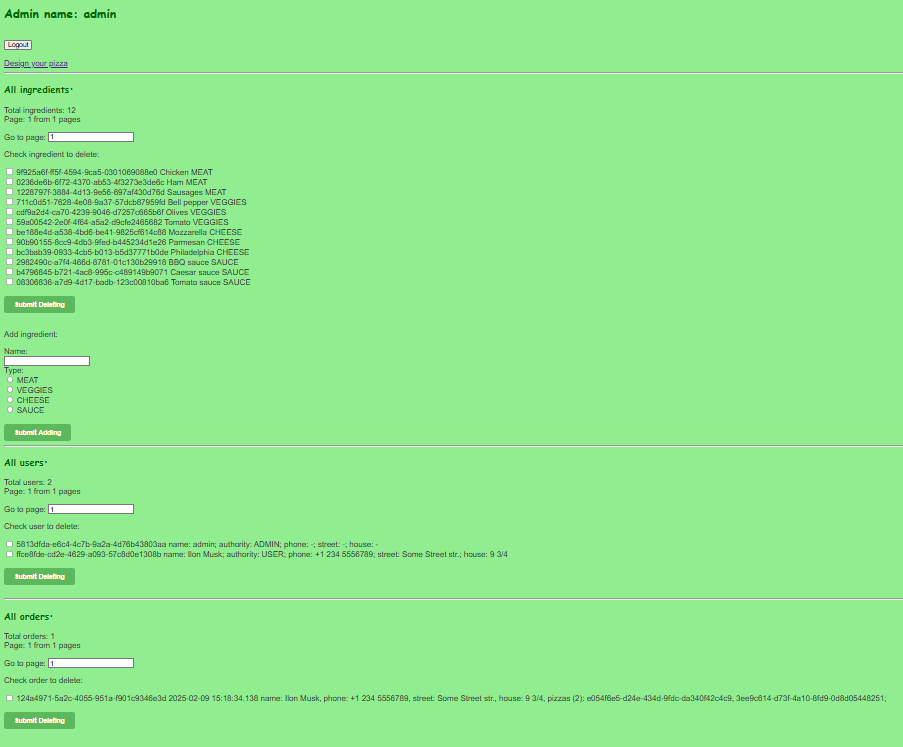 Admin name: admin
Logout
Design your pizza
All ingredients:
Total ingredients: 12
Page: 1 from 1 pages
Go to page: 1
Check ingredient to delete:
9f925a6f-ff5f-4594-9ca5-0301069088e0 Chicken MEAT
0236de6b-6f72-4370-ab53-4f3273e3de6c Ham MEAT
1228797f-3884-4d13-9e56-697af430d76d Sausages MEAT
711c0d51-7628-4e08-9a37-57dcb87959fd Bell pepper VEGGIES
cdf9a2d4-ca70-4239-9046-d7257c665b6f Olives VEGGIES
59a00542-2e0f-4f64-a5a2-d9cfe2465682 Tomato VEGGIES
be188e4d-a538-4bd6-be41-9825cf614c88 Mozzarella CHEESE
90b90155-8cc9-4db3-9fed-b445234d1e26 Parmesan CHEESE
bc3bab39-0933-4cb5-b013-b5d37771b0de Philadelphia CHEESE
2982490c-a7f4-466d-8781-01c130b29918 BBQ sauce SAUCE
b4796845-b721-4ac8-995c-c489149b9071 Caesar sauce SAUCE
08306836-a7d9-4d17-badb-123c00810ba6 Tomato sauce SAUCE
Submit Deleting
Add ingredient:
Name:
Type:
MEAT
VEGGIES
CHEESE
SAUCE
Submit Adding
All users:
Total users: 2
Page: 1 from 1 pages
Go to page: 1
Check user to delete:
5813dfda-e6c4-4c7b-9a2a-4d76b43803aa name: admin; authority: ADMIN; phone: -; street: -; house: -
ffce8fde-cd2e-4629-a093-57c8d0e1308b name: Ilon Musk; authority: USER; phone: +1 234 5556789; street: Some Street str.; house: 9 3/4
Submit Deleting
All orders:
Total orders: 1
Page: 1 from 1 pages
Go to page: 1
Check order to delete:
124a4971-5a2c-4055-951a-f901c9346e3d 2025-02-09 15:18:34.138 name: Ilon Musk, phone: +1 234 5556789, street: Some Street str., house: 9 3/4, pizzas (2): e054f6e5-d24e-434d-9fdc-da340f42c4c9, 3ee9c614-d73f-4a10-8fd9-0d8d05448251;
Submit Deleting